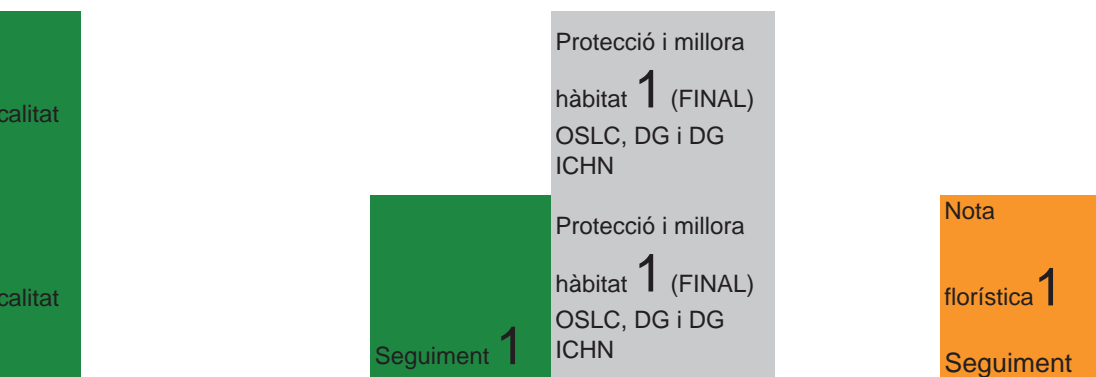 calitat
Protecció i millora
hàbitat 1 (FINAL)
OSLC, DG i DG
ICHN
calitat
Seguiment 1
Protecció i millora
hàbitat 1 (FINAL)
OSLC, DG i DG
ICHN
Nota
florística 1
Seguiment